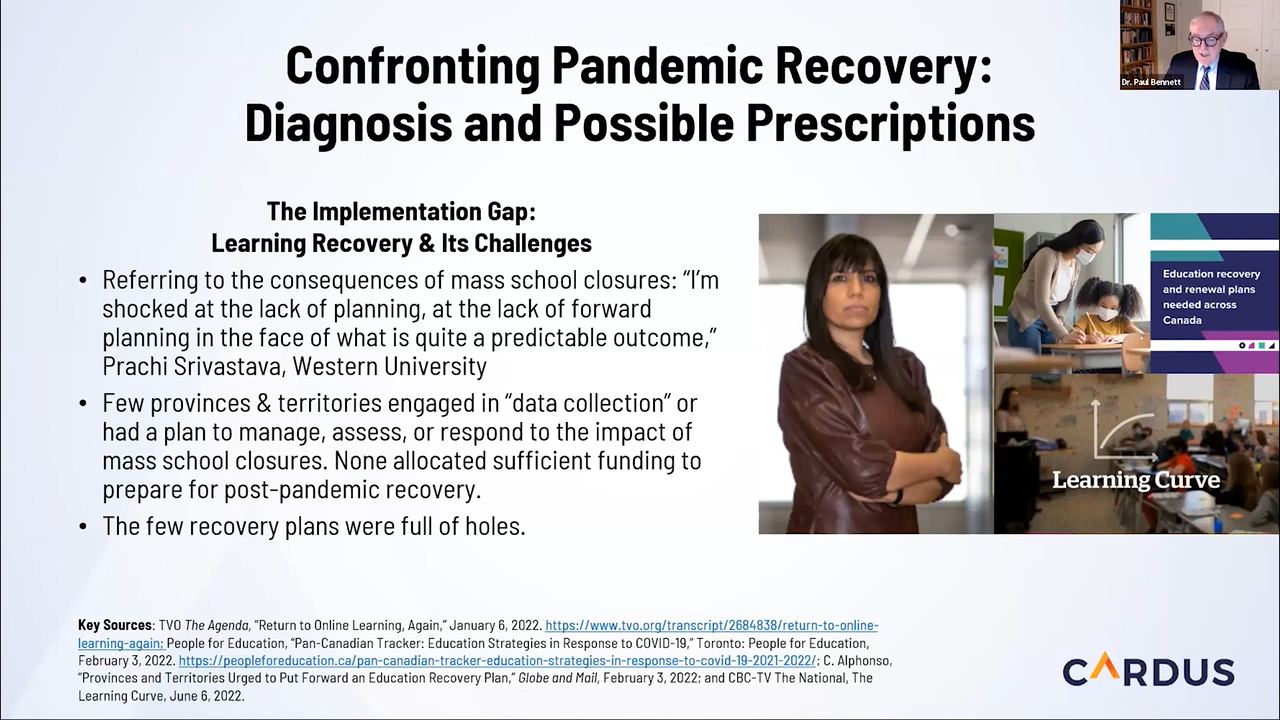 Dr. Paul Bennett
Confronting Pandemic Recovery:
Diagnosis and Possible Prescriptions
The Implementation Gap:
Learning Recovery & Its Challenges
• Referring to the consequences of mass school closures: “I’m
shocked at the lack of planning, at the lack of forward
planning in the face of what is quite a predictable outcome,”
Prachi Srivastava, Western University
• Few provinces & territories engaged in “data collection” or
had a plan to manage, assess, or respond to the impact of
mass school closures. None allocated sufficient funding to
prepare for post-pandemic recovery.
• The few recovery plans were full of holes.
Education recovery
and renewal plans
needed across
Canada
Learning Curve
Key Sources: TVO The Agenda, “Return to Online Learning, Again,” January 6, 2022. https://www.tvo.org/transcript/2684838/return-to-online-
learning-again; People for Education, “Pan-Canadian Tracker: Education Strategies in Response to COVID-19,” Toronto: People for Education,
February 3, 2022. https://peopleforeducation.ca/pan-canadian-tracker-education-strategies-in-response-to-covid-19-2021-2022/; C. Alphonso,
“Provinces and Territories Urged to Put Forward an Education Recovery Plan,” Globe and Mail, February 3, 2022; and CBC-TV The National, The
Learning Curve, June 6, 2022.
CARDUS